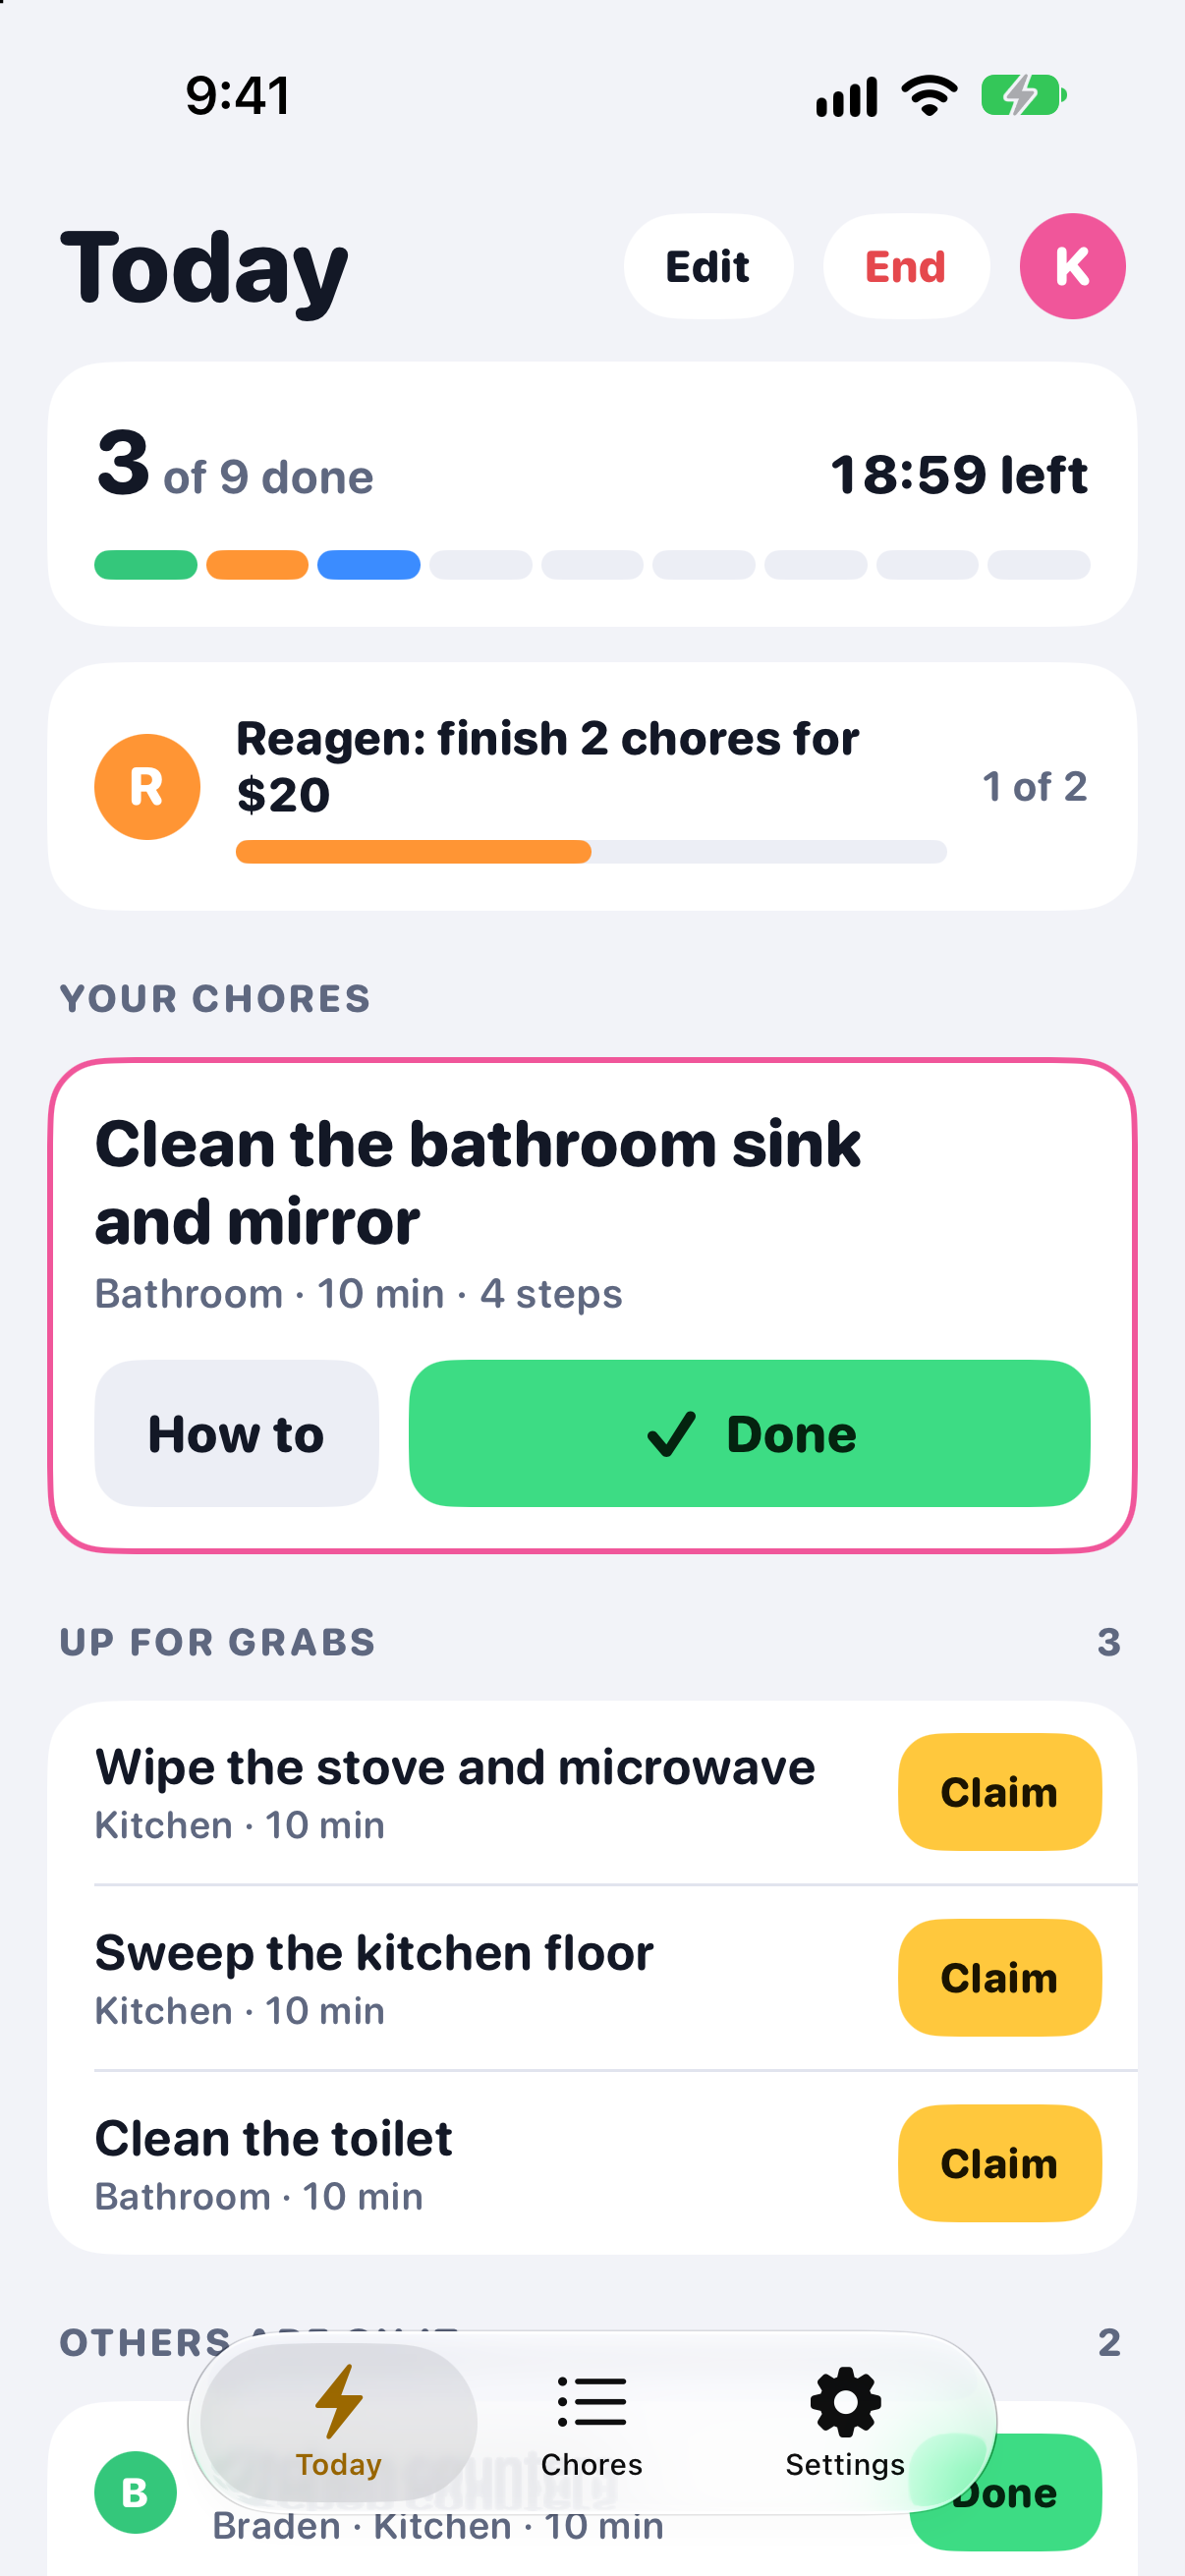 9:41
Today
Edit
End
K
3 of 9 done
18:59 left
R
Reagen: finish 2 chores for
$20
1 of 2
YOUR CHORES
Clean the bathroom sink
and mirror
Bathroom · 10 min · 4 steps
How to
Done
UP FOR GRABS
3
Wipe the stove and microwave
Kitchen · 10 min
Claim
Sweep the kitchen floor
Kitchen · 10 min
Claim
Clean the toilet
Bathroom · 10 min
Claim
OTHERS
2
B
Braden · Kitchen · 10 min
Done
Today
Chores
Settings